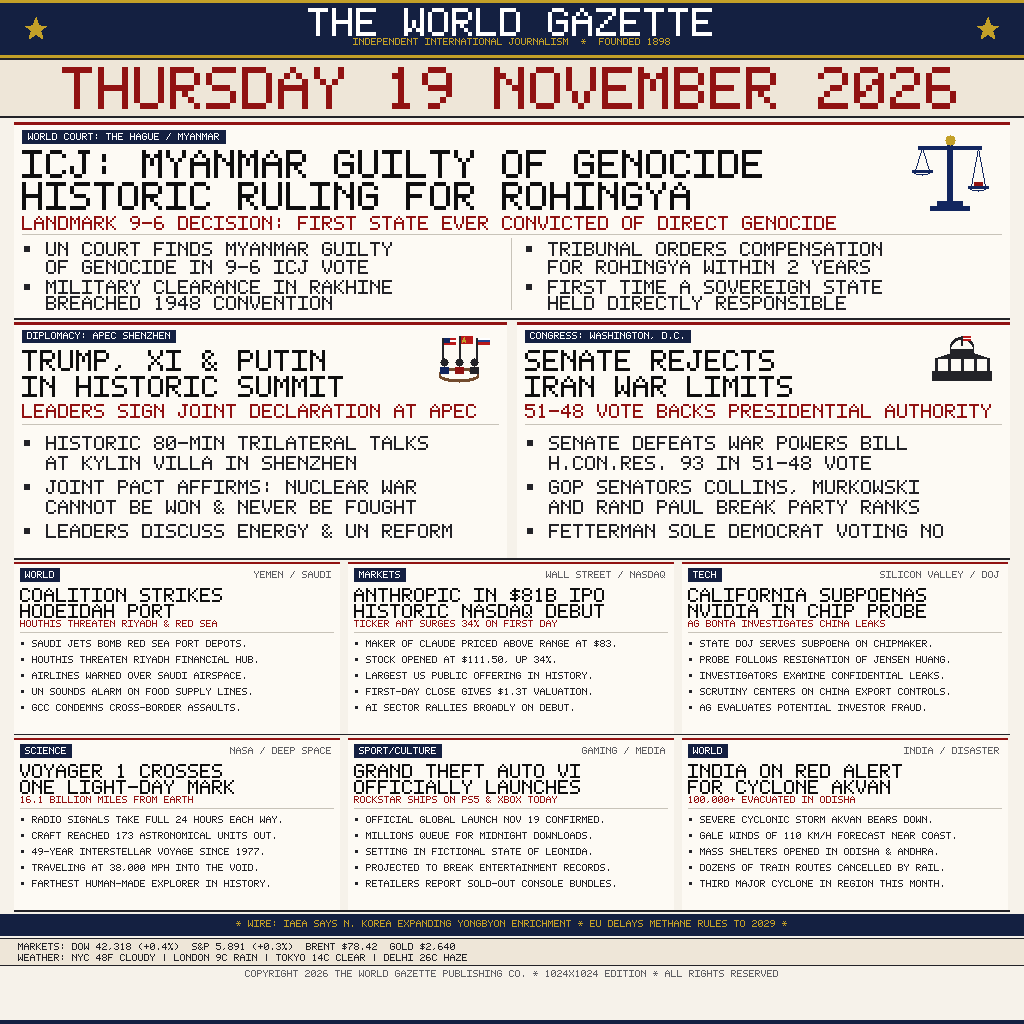 THE WORLD GAZETTE
INDEPENDENT INTERNATIONAL JOURNALISM * FOUNDED 1898
THURSDAY 19 NOVEMBER 2026
WORLD COURT: THE HAGUE / MYANMAR
ICJ: MYANMAR GUILTY OF GENOCIDE
HISTORIC RULING FOR ROHINGYA
LANDMARK 9-6 DECISION: FIRST STATE EVER CONVICTED OF DIRECT GENOCIDE
▪ UN COURT FINDS MYANMAR GUILTY
OF GENOCIDE IN 9-6 ICJ VOTE
▪ MILITARY CLEARANCE IN RAKHINE
BREACHED 1948 CONVENTION
▪ TRIBUNAL ORDERS COMPENSATION
FOR ROHINGYA WITHIN 2 YEARS
▪ FIRST TIME A SOVEREIGN STATE
HELD DIRECTLY RESPONSIBLE
DIPLOMACY: APEC SHENZHEN
TRUMP, XI & PUTIN
IN HISTORIC SUMMIT
LEADERS SIGN JOINT DECLARATION AT APEC
▪ HISTORIC 80-MIN TRILATERAL TALKS
AT KYLIN VILLA IN SHENZHEN
▪ JOINT PACT AFFIRMS: NUCLEAR WAR
CANNOT BE WON & NEVER BE FOUGHT
▪ LEADERS DISCUSS ENERGY & UN REFORM
CONGRESS: WASHINGTON, D.C.
SENATE REJECTS
IRAN WAR LIMITS
51-48 VOTE BACKS PRESIDENTIAL AUTHORITY
▪ SENATE DEFEATS WAR POWERS BILL
H.CON.RES. 93 IN 51-48 VOTE
▪ GOP SENATORS COLLINS, MURKOWSKI
AND RAND PAUL BREAK PARTY RANKS
▪ FETTERMAN SOLE DEMOCRAT VOTING NO
WORLD
YEMEN / SAUDI
COALITION STRIKES
HODEIDAH PORT
HOUTHIS THREATEN RIYADH & RED SEA
▪ SAUDI JETS BOMB RED SEA PORT DEPOTS.
▪ HOUTHIS THREATEN RIYADH FINANCIAL HUB.
▪ AIRLINES WARNED OVER SAUDI AIRSPACE.
▪ UN SOUNDS ALARM ON FOOD SUPPLY LINES.
▪ GCC CONDEMNS CROSS-BORDER ASSAULTS.
MARKETS
WALL STREET / NASDAQ
ANTHROPIC IN $81B IPO
HISTORIC NASDAQ DEBUT
TICKER ANT SURGES 34% ON FIRST DAY
▪ MAKER OF CLAUDE PRICED ABOVE RANGE AT $83.
▪ STOCK OPENED AT $111.50, UP 34%.
▪ LARGEST US PUBLIC OFFERING IN HISTORY.
▪ FIRST-DAY CLOSE GIVES $1.3T VALUATION.
▪ AI SECTOR RALLIES BROADLY ON DEBUT.
TECH
SILICON VALLEY / DOJ
CALIFORNIA SUBPOENAS
NVIDIA IN CHIP PROBE
AG BONTA INVESTIGATES CHINA LEAKS
▪ STATE DOJ SERVES SUBPOENA ON CHIPMAKER.
▪ PROBE FOLLOWS RESIGNATION OF JENSEN HUANG.
▪ INVESTIGATORS EXAMINE CONFIDENTIAL LEAKS.
▪ SCRUTINY CENTERS ON CHINA EXPORT CONTROLS.
▪ AG EVALUATES POTENTIAL INVESTOR FRAUD.
SCIENCE
NASA / DEEP SPACE
VOYAGER 1 CROSSES
ONE LIGHT-DAY MARK
16.1 BILLION MILES FROM EARTH
▪ RADIO SIGNALS TAKE FULL 24 HOURS EACH WAY.
▪ CRAFT REACHED 173 ASTRONOMICAL UNITS OUT.
▪ 49-YEAR INTERSTELLAR VOYAGE SINCE 1977.
▪ TRAVELING AT 38,000 MPH INTO THE VOID.
▪ FARTHEST HUMAN-MADE EXPLORER IN HISTORY.
SPORT/CULTURE
GAMING / MEDIA
GRAND THEFT AUTO VI
OFFICIALLY LAUNCHES
ROCKSTAR SHIPS ON PS5 & XBOX TODAY
▪ OFFICIAL GLOBAL LAUNCH NOV 19 CONFIRMED.
▪ MILLIONS QUEUE FOR MIDNIGHT DOWNLOADS.
▪ SETTING IN FICTIONAL STATE OF LEONIDA.
▪ PROJECTED TO BREAK ENTERTAINMENT RECORDS.
▪ RETAILERS REPORT SOLD-OUT CONSOLE BUNDLES.
WORLD
INDIA / DISASTER
INDIA ON RED ALERT
FOR CYCLONE AKVAN
100,000+ EVACUATED IN ODISHA
▪ SEVERE CYCLONIC STORM AKVAN BEARS DOWN.
▪ GALE WINDS OF 110 KM/H FORECAST NEAR COAST.
▪ MASS SHELTERS OPENED IN ODISHA & ANDHRA.
▪ DOZENS OF TRAIN ROUTES CANCELLED BY RAIL.
▪ THIRD MAJOR CYCLONE IN REGION THIS MONTH.
* WIRE: IAEA SAYS N. KOREA EXPANDING YONGBYON ENRICHMENT * EU DELAYS METHANE RULES TO 2029 *
MARKETS: DOW 42,318 (+0.4%) S&P 5,891 (+0.3%) BRENT $78.42 GOLD $2,640
WEATHER: NYC 48F CLOUDY | LONDON 9C RAIN | TOKYO 14C CLEAR | DELHI 26C HAZE
COPYRIGHT 2026 THE WORLD GAZETTE PUBLISHING CO. * 1024X1024 EDITION * ALL RIGHTS RESERVED